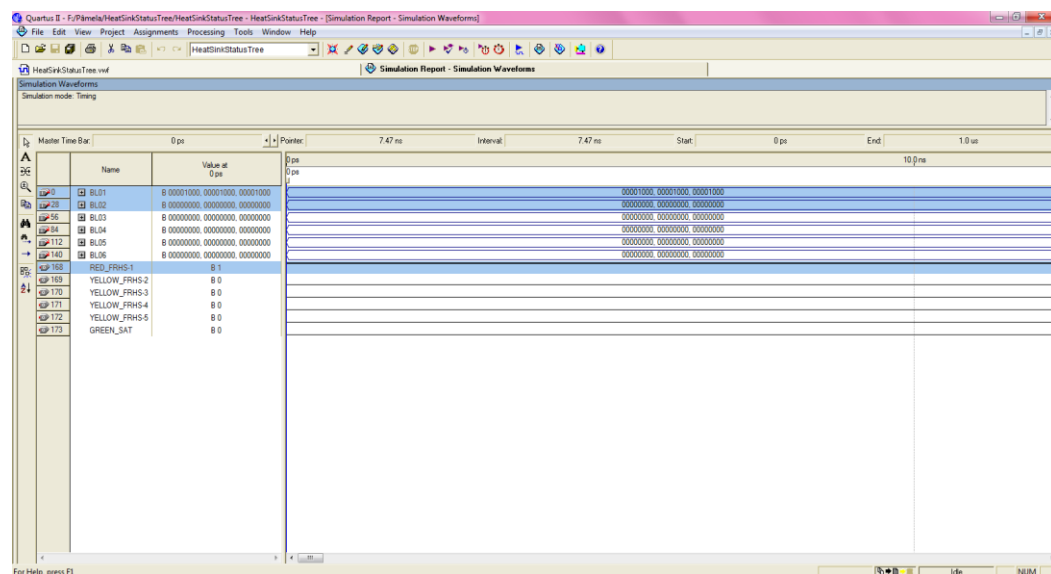 Quartus II - F:/Pâmela/HeatSinkStatusTree/HeatSinkStatusTree - HeatSinkStatusTree - [Simulation Report - Simulation Waveforms]
File Edit View Project Assignments Processing Tools Window Help
HeatSinkStatusTree
HeatSinkStatusTree.vwf Simulation Report - Simulation Waveforms
Simulation Waveforms
Simulation mode: Timing
Master Time Bar: 0 ps Pointer: 7.47 ns Interval: 7.47 ns Start: 0 ps End: 1.0 us
Name Value at 0 ps 0 ps 10.0 ns
0 ps
0 BL01 B 00001000, 00001000, 00001000 00001000, 00001000, 00001000
28 BL02 B 00000000, 00000000, 00000000 00000000, 00000000, 00000000
56 BL03 B 00000000, 00000000, 00000000 00000000, 00000000, 00000000
84 BL04 B 00000000, 00000000, 00000000 00000000, 00000000, 00000000
112 BL05 B 00000000, 00000000, 00000000 00000000, 00000000, 00000000
140 BL06 B 00000000, 00000000, 00000000 00000000, 00000000, 00000000
168 RED_FRHS-1 B 1
169 YELLOW_FRHS-2 B 0
170 YELLOW_FRHS-3 B 0
171 YELLOW_FRHS-4 B 0
172 YELLOW_FRHS-5 B 0
173 GREEN_SAT B 0
For Help, press F1 Idle NUM